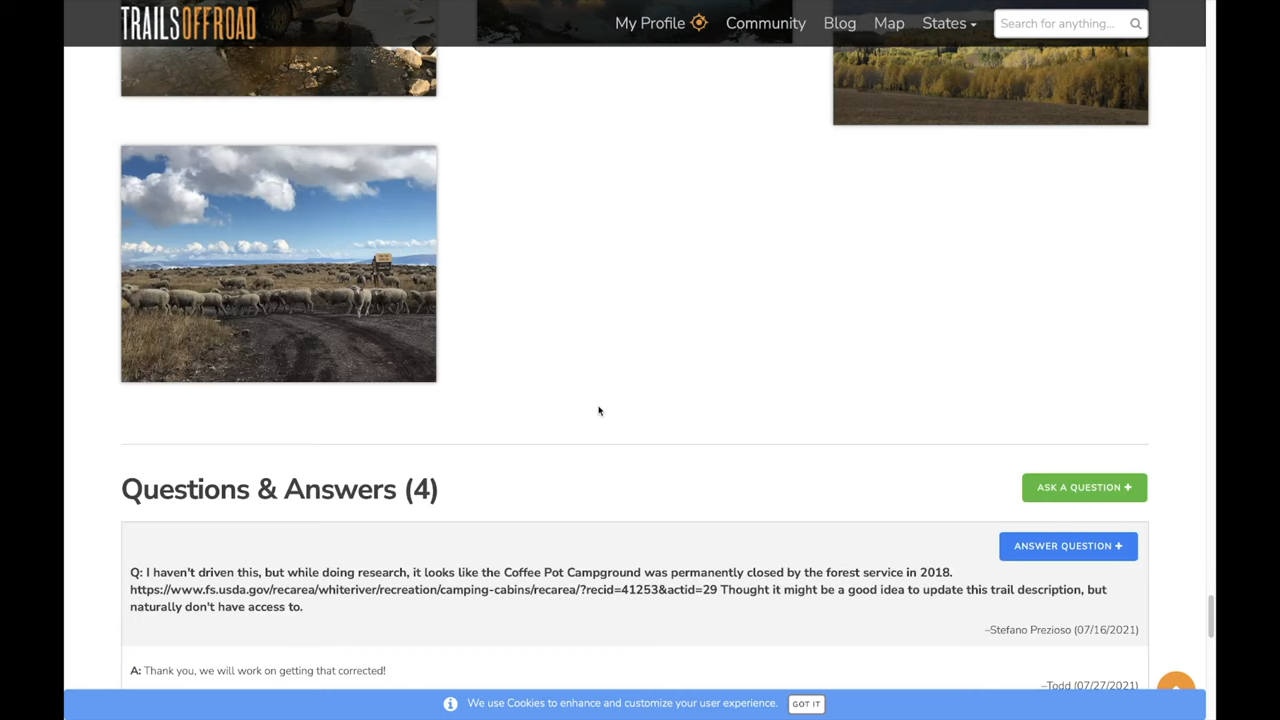 TRAILSOFFROAD
My Profile Community Blog Map States Search for anything...
Questions & Answers (4)
ASK A QUESTION +
ANSWER QUESTION +
Q: I haven't driven this, but while doing research, it looks like the Coffee Pot Campground was permanently closed by the forest service in 2018.
https://www.fs.usda.gov/recarea/whiteriver/recreation/camping-cabins/recarea/?recid=41253&actid=29 Thought it might be a good idea to update this trail description, but
naturally don't have access to.
–Stefano Prezioso (07/16/2021)
A: Thank you, we will work on getting that corrected!
–Todd (07/27/2021)
We use Cookies to enhance and customize your user experience. GOT IT